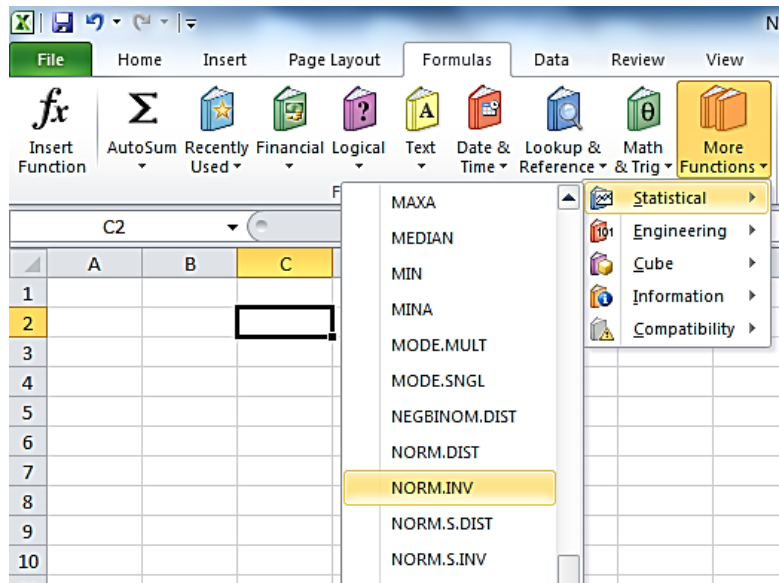 N
File Home Insert Page Layout Formulas Data Review View
fx Σ ? A θ
Insert Function AutoSum Recently Used Financial Logical Text Date & Time Lookup & Reference Math & Trig More Functions
F
C2
A B C
1
2
3
4
5
6
7
8
9
10
MAXA
MEDIAN
MIN
MINA
MODE.MULT
MODE.SNGL
NEGBINOM.DIST
NORM.DIST
NORM.INV
NORM.S.DIST
NORM.S.INV
Statistical
Engineering
Cube
Information
Compatibility